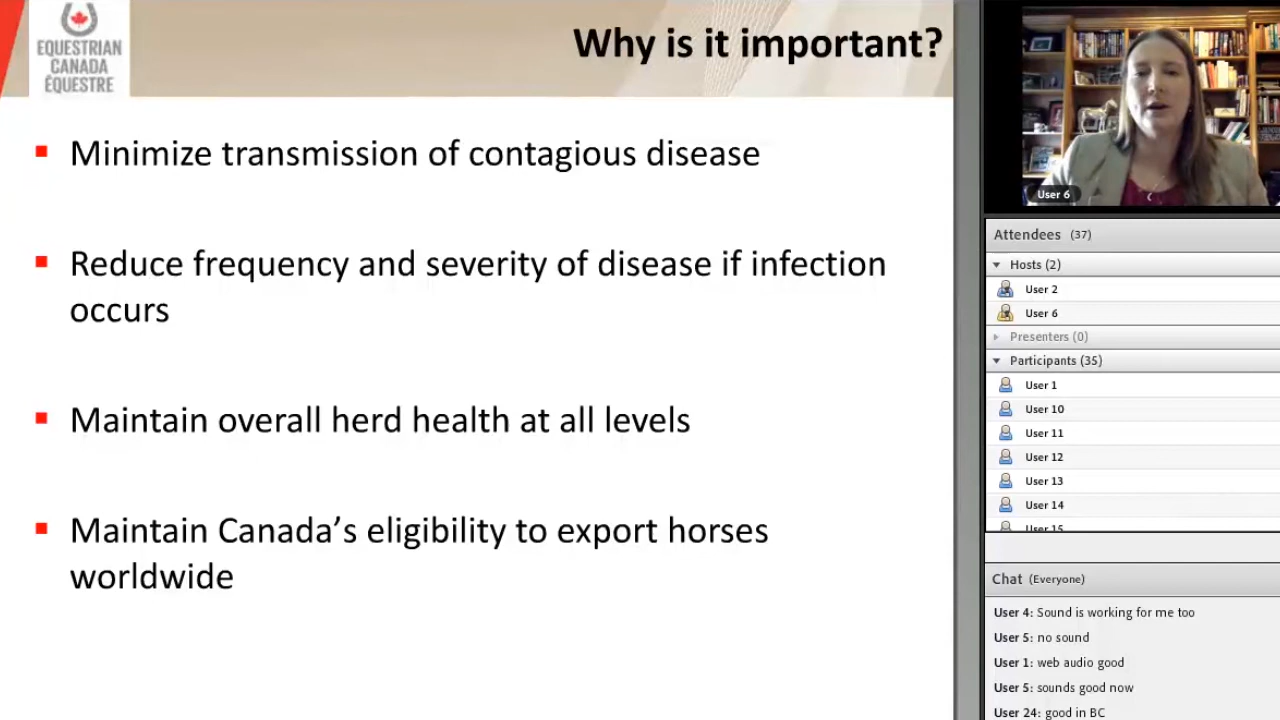 EQUESTRIAN
CANADA
ÉQUESTRE
Why is it important?
Minimize transmission of contagious disease
Reduce frequency and severity of disease if infection
occurs
Maintain overall herd health at all levels
Maintain Canada’s eligibility to export horses
worldwide
User 6
Attendees (37)
Hosts (2)
User 2
User 6
Presenters (0)
Participants (35)
User 1
User 10
User 11
User 12
User 13
User 14
User 15
Chat (Everyone)
User 4: Sound is working for me too
User 5: no sound
User 1: web audio good
User 5: sounds good now
User 24: good in BC